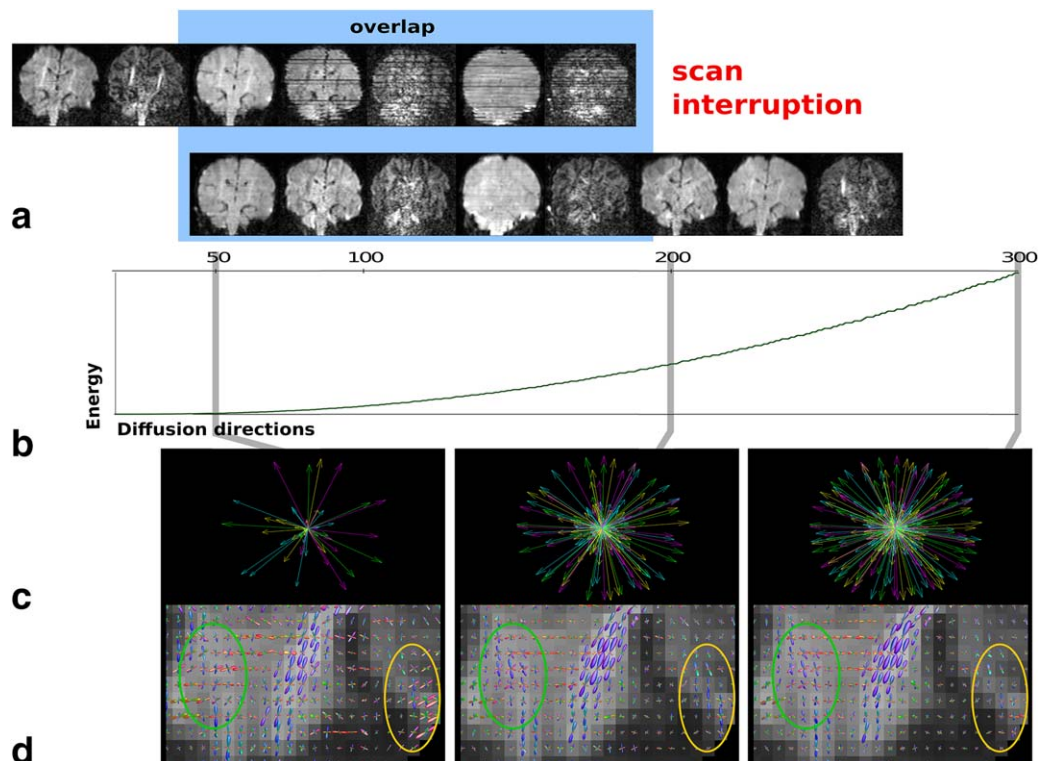 overlap
scan
interruption
a
50 100 200 300
Energy
Diffusion directions
b
c
d